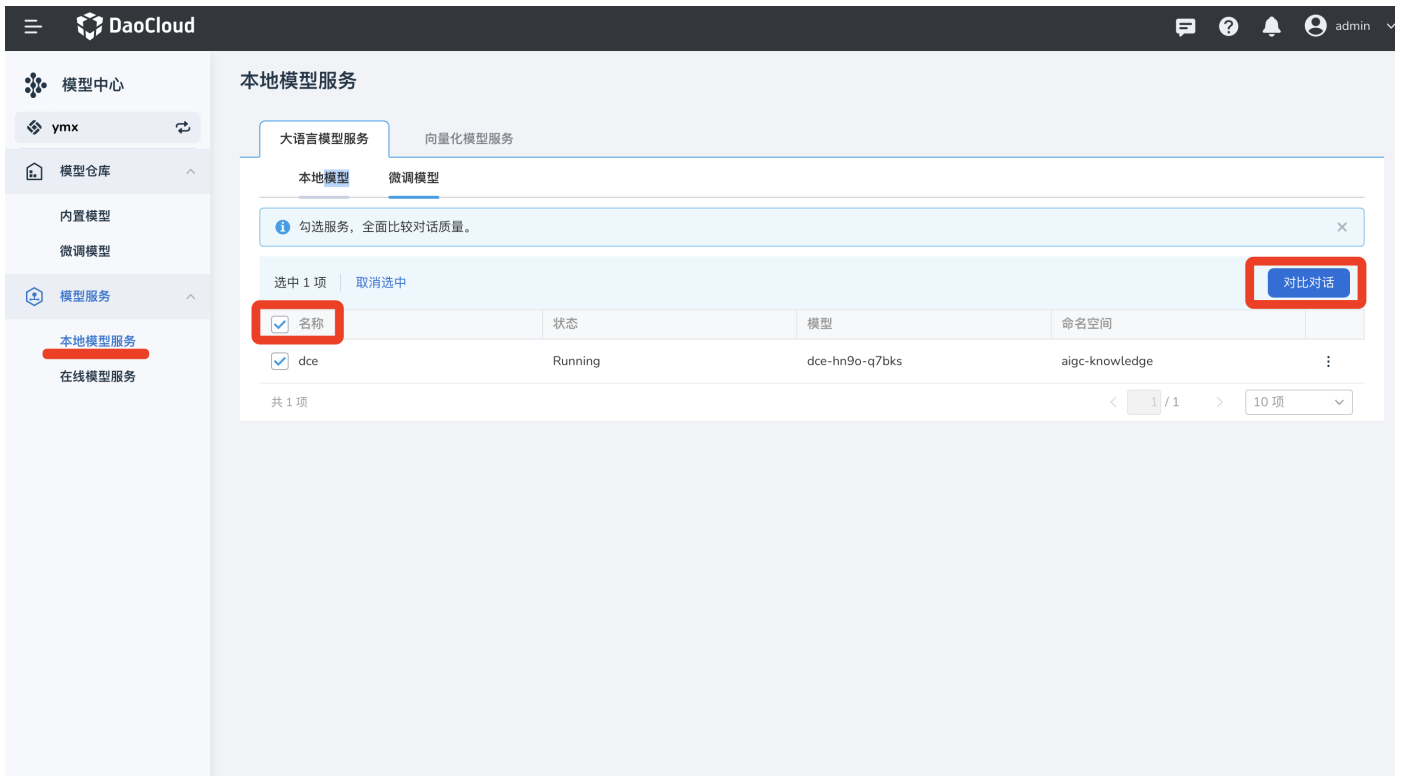 DaoCloud
admin
模型中心
ymx
模型仓库
内置模型
微调模型
模型服务
本地模型服务
在线模型服务
本地模型服务
大语言模型服务 向量化模型服务
本地模型 微调模型
勾选服务，全面比较对话质量。
选中 1 项 取消选中 对比对话
名称 状态 模型 命名空间
dce Running dce-hn9o-q7bks aigc-knowledge
共 1 项 1 / 1 10 项